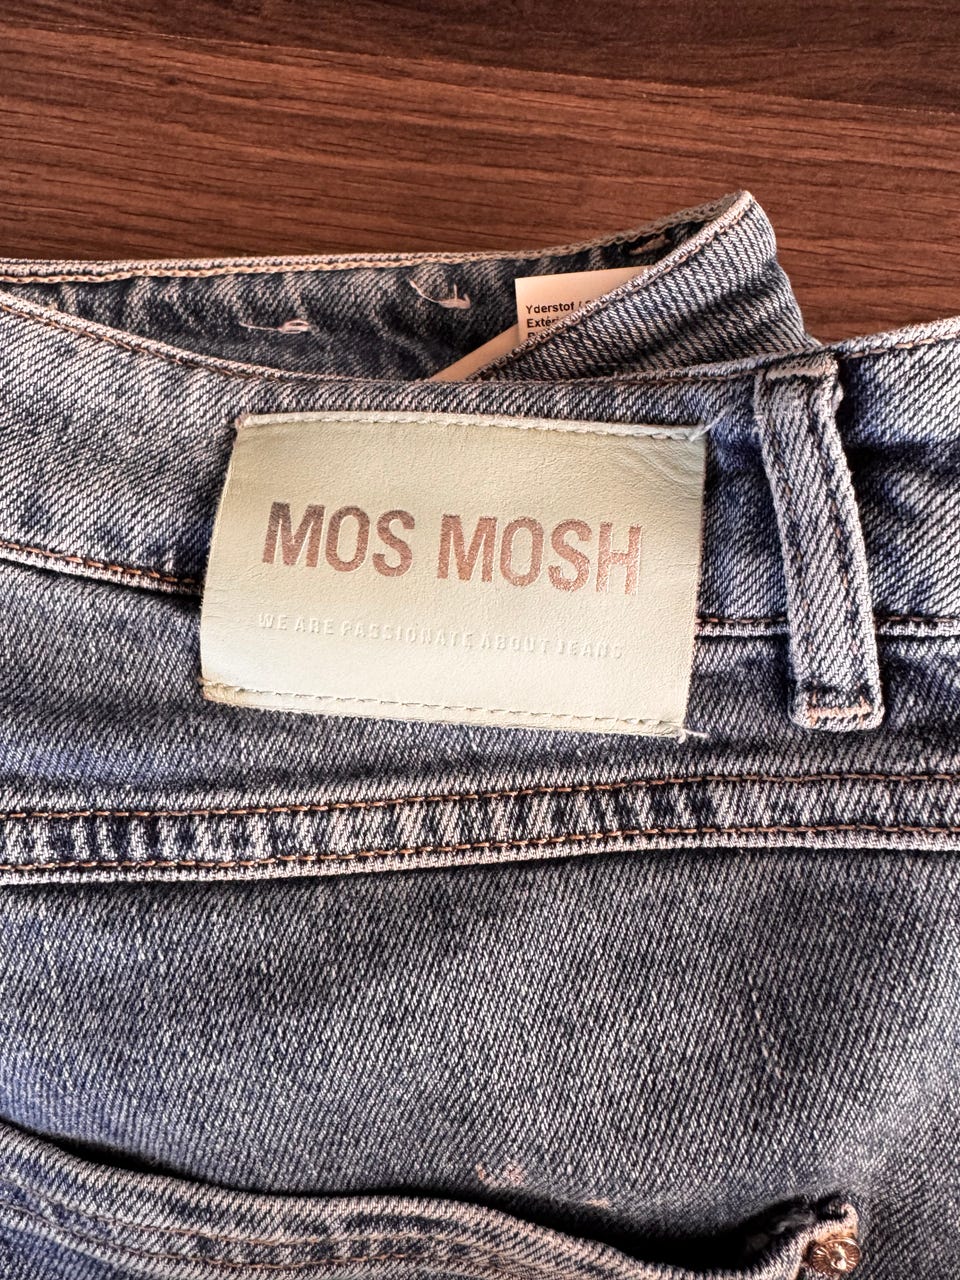 Yderstof /
MOS MOSH
WE ARE PASSIONATE ABOUT JEANS